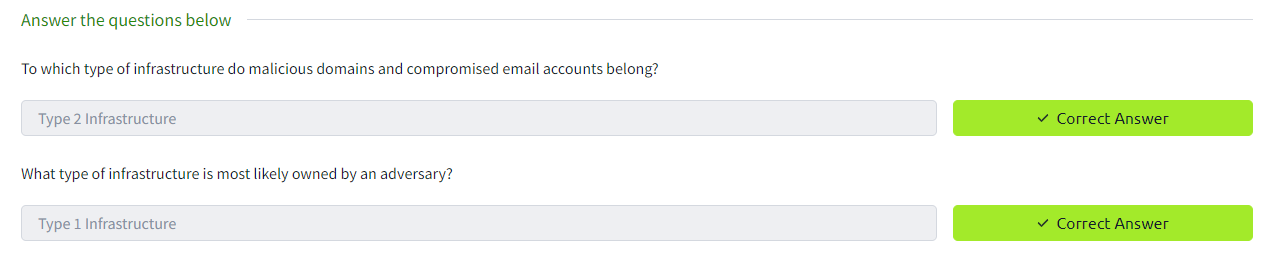 Answer the questions below
To which type of infrastructure do malicious domains and compromised email accounts belong?
Type 2 Infrastructure
✓ Correct Answer
What type of infrastructure is most likely owned by an adversary?
Type 1 Infrastructure
✓ Correct Answer